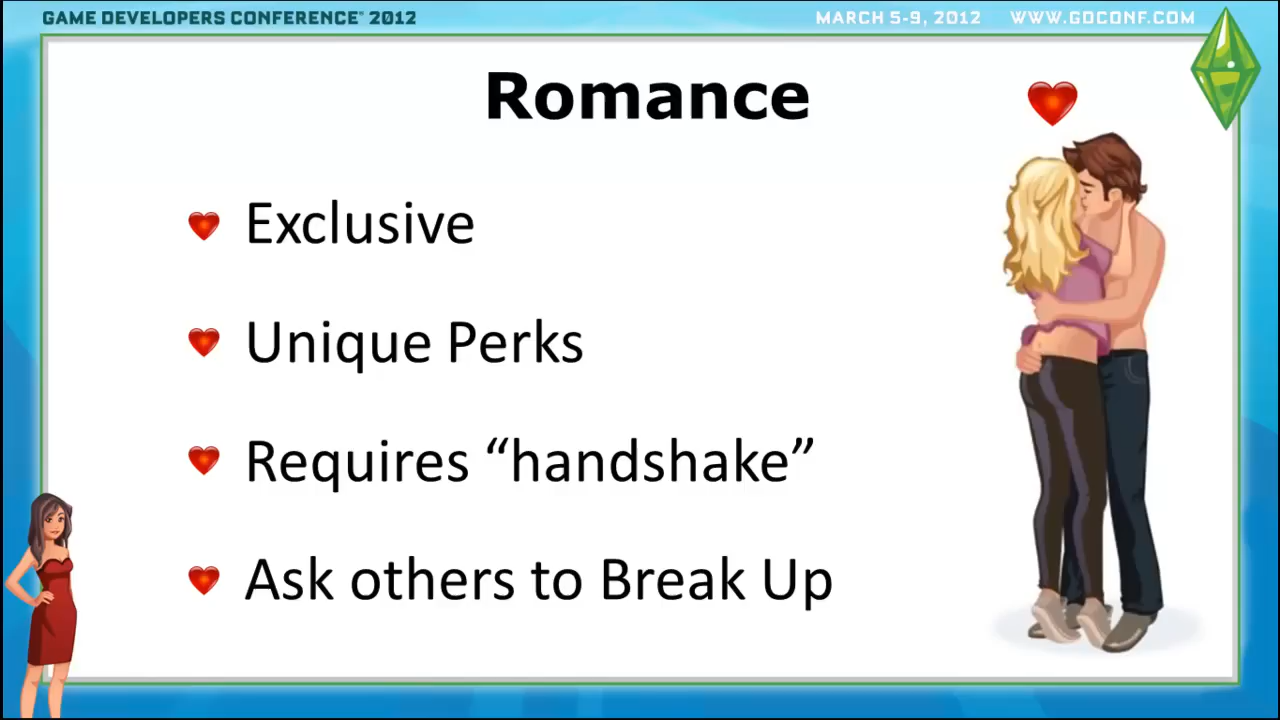 GAME DEVELOPERS CONFERENCE® 2012
MARCH 5-9, 2012 WWW.GDCONF.COM
Romance
Exclusive
Unique Perks
Requires “handshake”
Ask others to Break Up